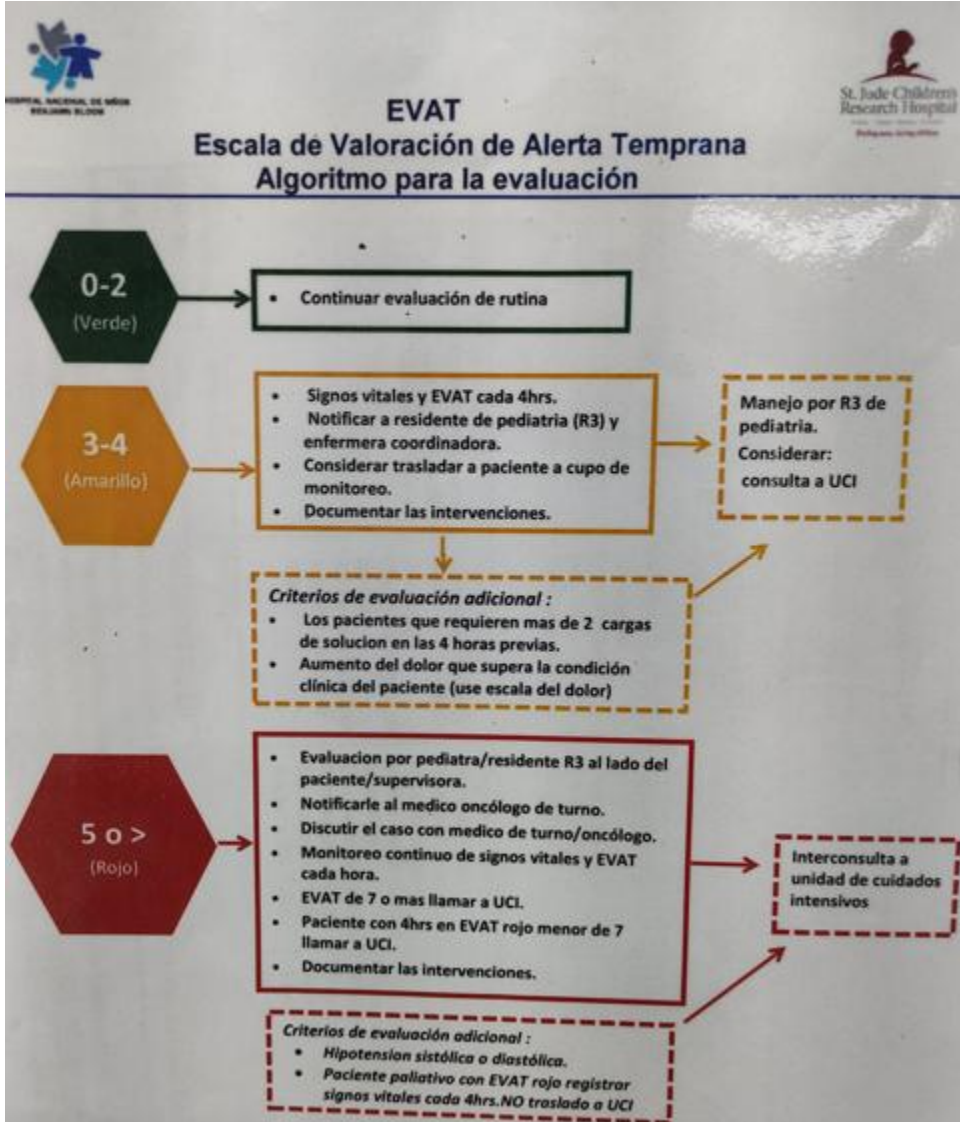 HOSPITAL NACIONAL DE NIÑOS
BENJAMIN BLOOM
St. Jude Children's
Research Hospital
EVAT
Escala de Valoración de Alerta Temprana
Algoritmo para la evaluación
0-2
(Verde)
• Continuar evaluación de rutina
3-4
(Amarillo)
• Signos vitales y EVAT cada 4hrs.
• Notificar a residente de pediatria (R3) y
enfermera coordinadora.
• Considerar trasladar a paciente a cupo de
monitoreo.
• Documentar las intervenciones.
Manejo por R3 de
pediatria.
Considerar:
consulta a UCI
Criterios de evaluación adicional :
• Los pacientes que requieren mas de 2 cargas
de solucion en las 4 horas previas.
• Aumento del dolor que supera la condición
clínica del paciente (use escala del dolor)
5 o >
(Rojo)
• Evaluacion por pediatra/residente R3 al lado del
paciente/supervisora.
• Notificarle al medico oncólogo de turno.
• Discutir el caso con medico de turno/oncólogo.
• Monitoreo continuo de signos vitales y EVAT
cada hora.
• EVAT de 7 o mas llamar a UCI.
• Paciente con 4hrs en EVAT rojo menor de 7
llamar a UCI.
• Documentar las intervenciones.
Interconsulta a
unidad de cuidados
intensivos
Criterios de evaluación adicional :
• Hipotension sistólica o diastólica.
• Paciente paliativo con EVAT rojo registrar
signos vitales cada 4hrs.NO traslado a UCI